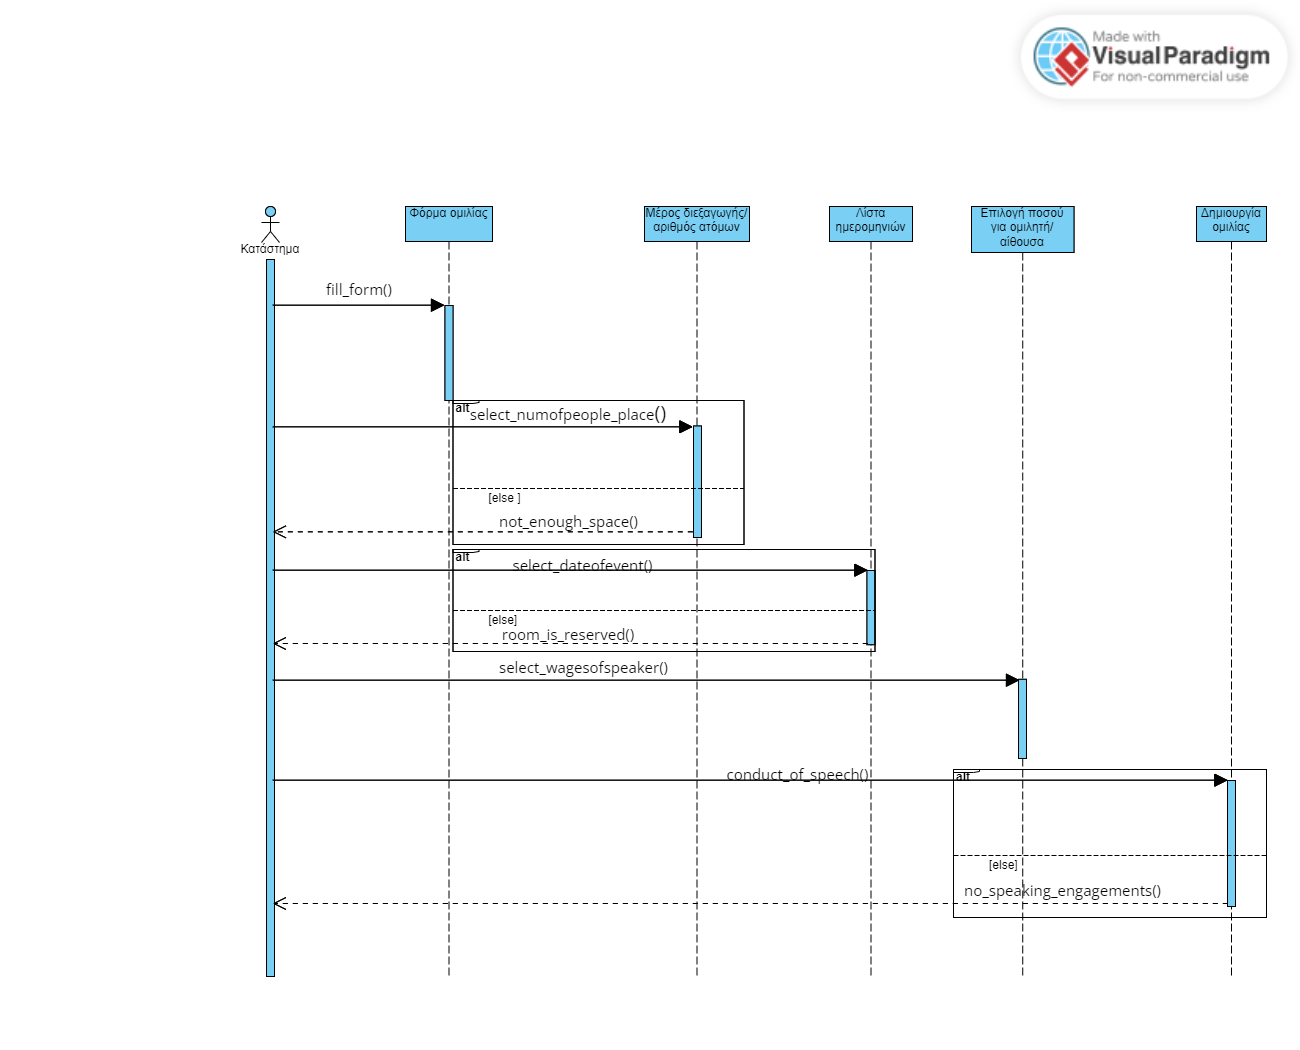 Made with
Visual Paradigm
For non-commercial use
Κατάστημα
Φόρμα ομιλίας
Μέρος διεξαγωγής/
αριθμός ατόμων
Λίστα
ημερομηνιών
Επιλογή ποσού
για ομιλητή/
αίθουσα
Δημιουργία
ομιλίας
fill_form()
alt
select_numofpeople_place()
[else ]
not_enough_space()
alt
select_dateofevent()
[else]
room_is_reserved()
select_wagesofspeaker()
conduct_of_speech()
alt
[else]
no_speaking_engagements()